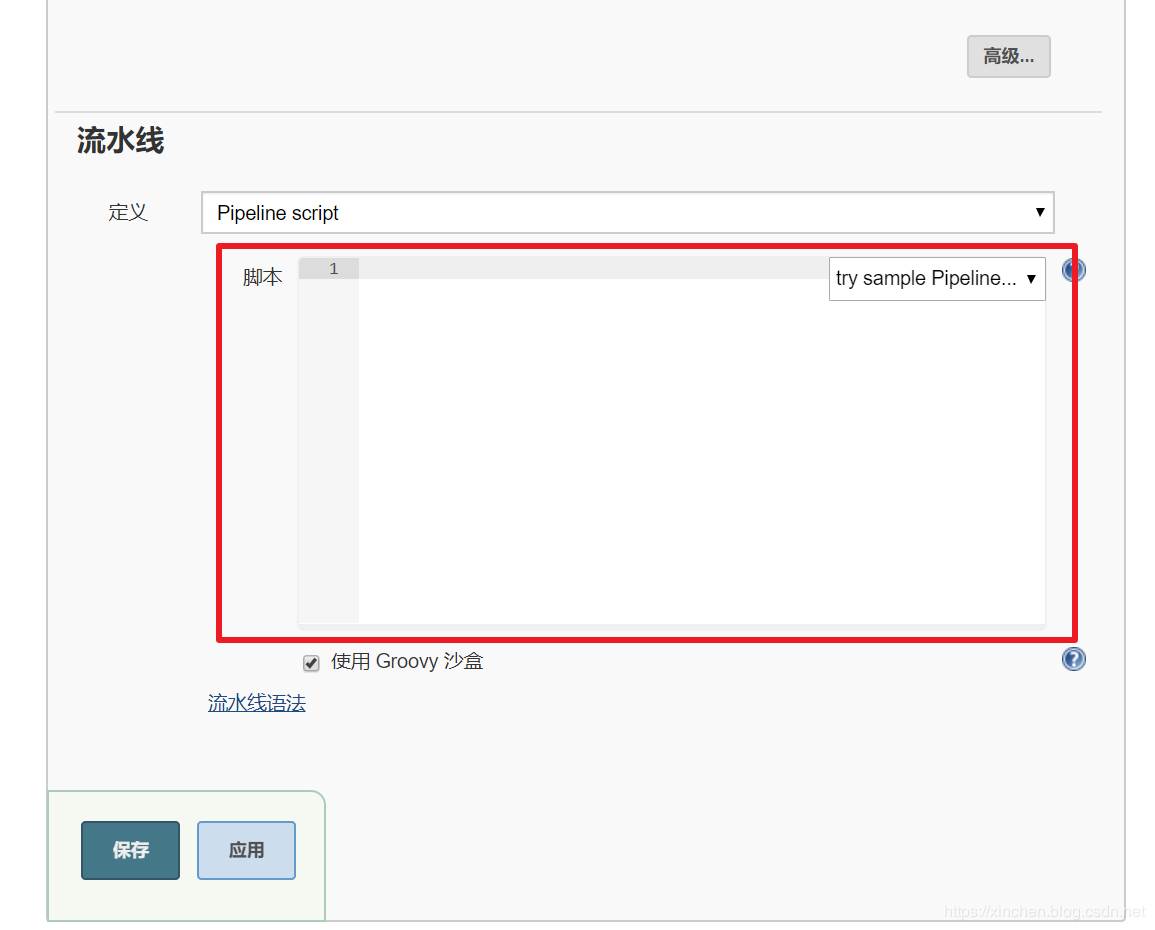 高级...
流水线
定义
Pipeline script
脚本
1
try sample Pipeline...
使用 Groovy 沙盒
流水线语法
保存
应用
https://xinchen.blog.csdn.net